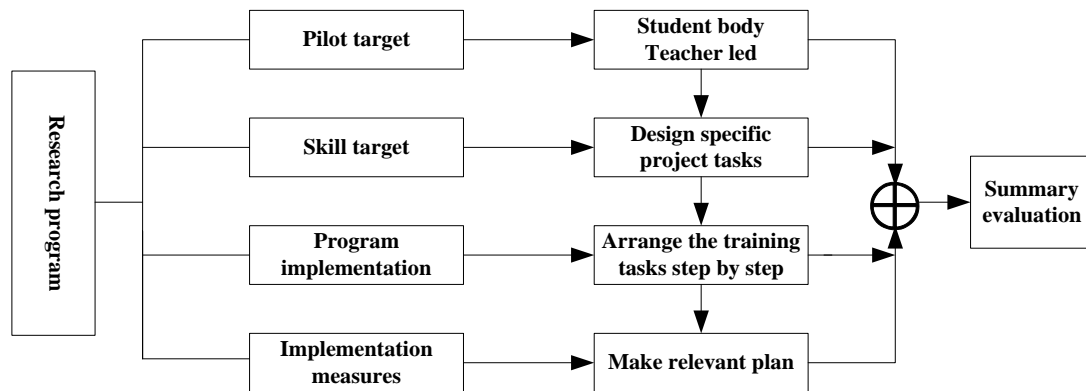 Research program
Pilot target
Student body
Teacher led
Skill target
Design specific
project tasks
Program
implementation
Arrange the training
tasks step by step
Implementation
measures
Make relevant plan
Summary
evaluation